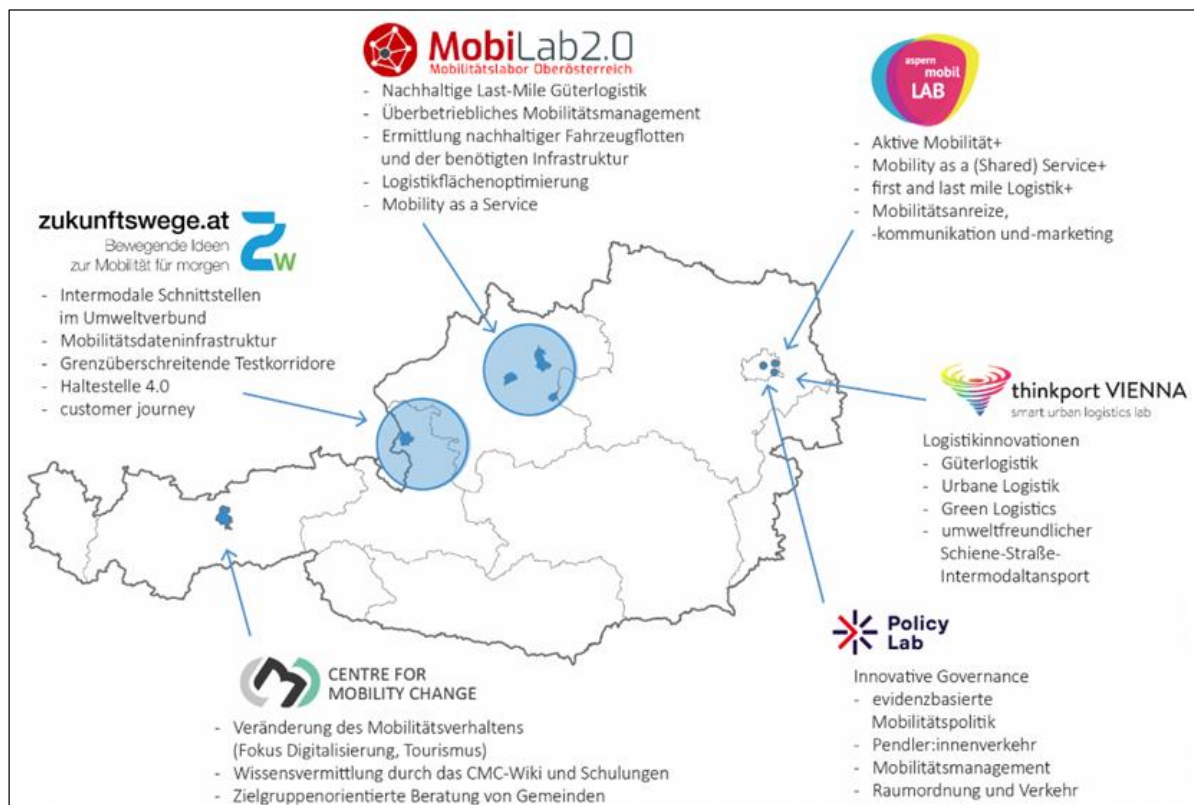 MobiLab2.0
Mobilitätslabor Oberösterreich
- Nachhaltige Last-Mile Güterlogistik
- Überbetriebliches Mobilitätsmanagement
- Ermittlung nachhaltiger Fahrzeugflotten
und der benötigten Infrastruktur
- Logistikflächenoptimierung
- Mobility as a Service
aspern
mobil
LAB
- Aktive Mobilität+
- Mobility as a (Shared) Service+
- first and last mile Logistik+
- Mobilitätsanreize,
-kommunikation und-marketing
zukunftswege.at
Bewegende Ideen
zur Mobilität für morgen
ZW
- Intermodale Schnittstellen
im Umweltverbund
- Mobilitätsdateninfrastruktur
- Grenzüberschreitende Testkorridore
- Haltestelle 4.0
- customer journey
thinkport VIENNA
smart urban logistics lab
Logistikinnovationen
- Güterlogistik
- Urbane Logistik
- Green Logistics
- umweltfreundlicher
Schiene-Straße-
Intermodaltansport
CENTRE FOR
MOBILITY CHANGE
- Veränderung des Mobilitätsverhaltens
(Fokus Digitalisierung, Tourismus)
- Wissensvermittlung durch das CMC-Wiki und Schulungen
- Zielgruppenorientierte Beratung von Gemeinden
Policy
Lab
Innovative Governance
- evidenzbasierte
Mobilitätspolitik
- Pendler:innenverkehr
- Mobilitätsmanagement
- Raumordnung und Verkehr